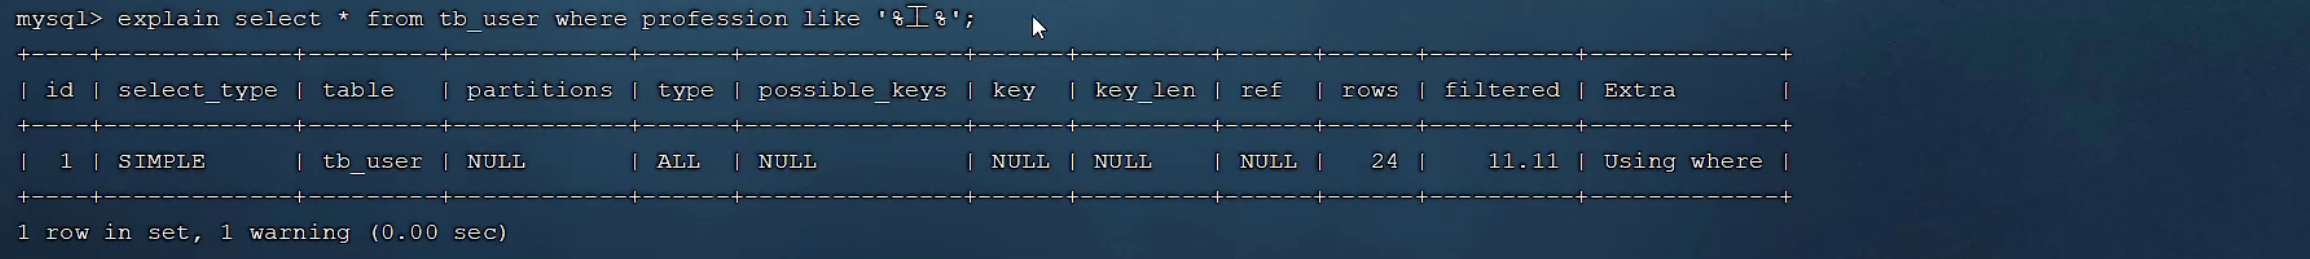 mysql> explain select * from tb_user where profession like '%工%';
+----+-------------+---------+------------+------+---------------+------+---------+------+------+----------+-------------+
| id | select_type | table   | partitions | type | possible_keys | key  | key_len | ref  | rows | filtered | Extra       |
+----+-------------+---------+------------+------+---------------+------+---------+------+------+----------+-------------+
|  1 | SIMPLE      | tb_user | NULL       | ALL  | NULL          | NULL | NULL    | NULL |   24 |    11.11 | Using where |
+----+-------------+---------+------------+------+---------------+------+---------+------+------+----------+-------------+
1 row in set, 1 warning (0.00 sec)